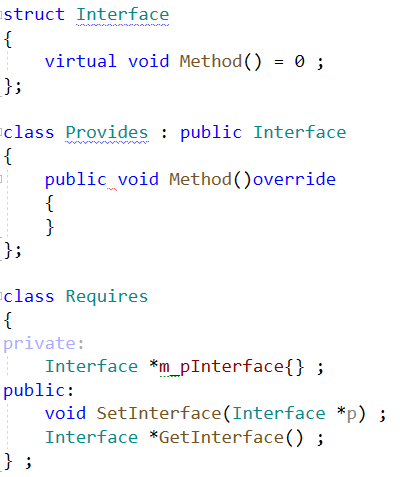 struct Interface
{
    virtual void Method() = 0 ;
};
class Provides : public Interface
{
    public void Method()override
    {
    }
};
class Requires
{
private:
    Interface *m_pInterface{} ;
public:
    void SetInterface(Interface *p) ;
    Interface *GetInterface() ;
} ;